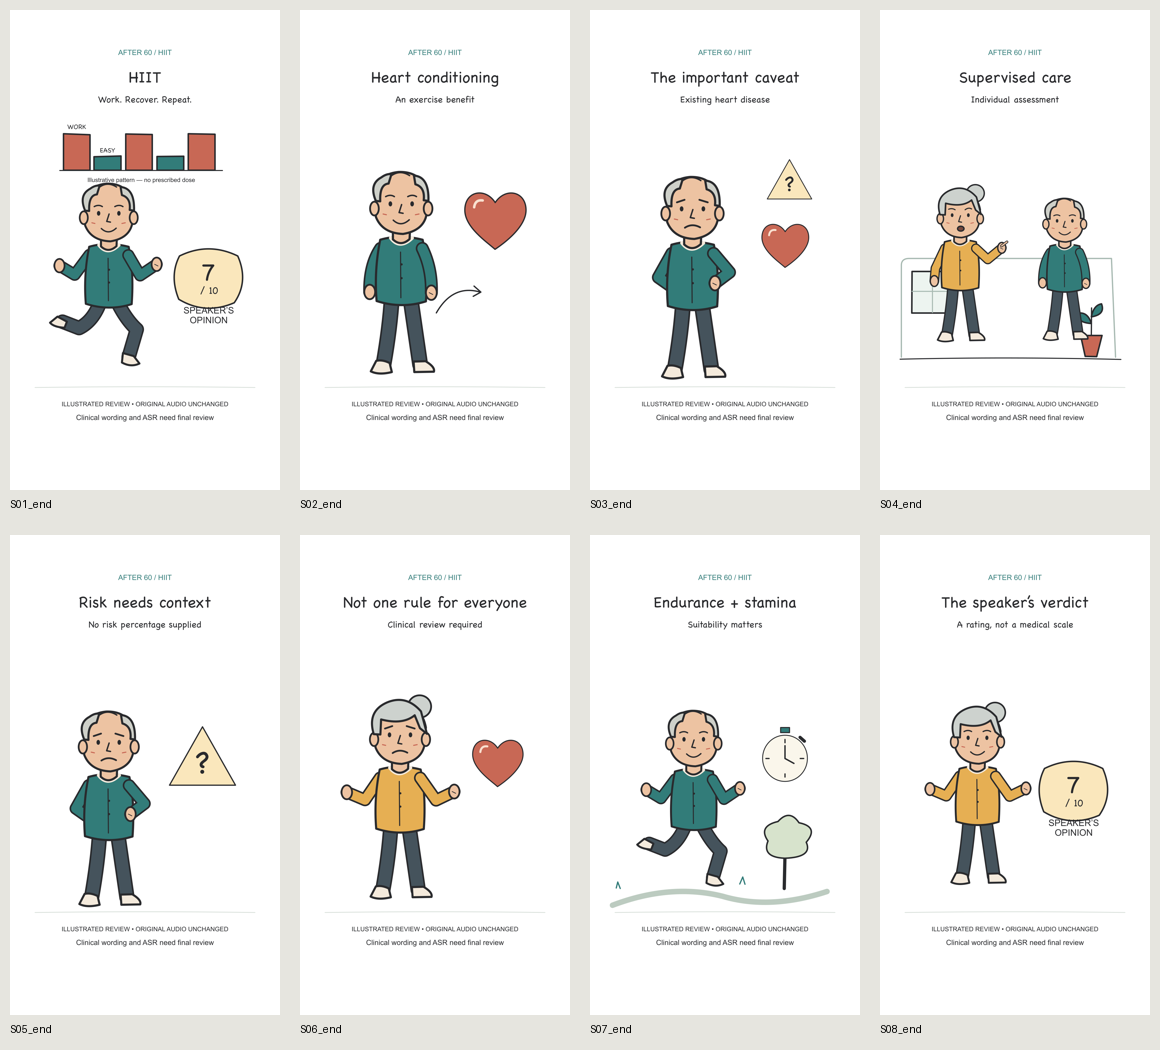 AFTER 60 / HIIT
HIIT
Work. Recover. Repeat.
WORK
EASY
Illustrative pattern — no prescribed dose
7
/ 10
SPEAKER'S
OPINION
ILLUSTRATED REVIEW • ORIGINAL AUDIO UNCHANGED
Clinical wording and ASR need final review
S01_end
AFTER 60 / HIIT
Heart conditioning
An exercise benefit
ILLUSTRATED REVIEW • ORIGINAL AUDIO UNCHANGED
Clinical wording and ASR need final review
S02_end
AFTER 60 / HIIT
The important caveat
Existing heart disease
?
ILLUSTRATED REVIEW • ORIGINAL AUDIO UNCHANGED
Clinical wording and ASR need final review
S03_end
AFTER 60 / HIIT
Supervised care
Individual assessment
ILLUSTRATED REVIEW • ORIGINAL AUDIO UNCHANGED
Clinical wording and ASR need final review
S04_end
AFTER 60 / HIIT
Risk needs context
No risk percentage supplied
?
ILLUSTRATED REVIEW • ORIGINAL AUDIO UNCHANGED
Clinical wording and ASR need final review
S05_end
AFTER 60 / HIIT
Not one rule for everyone
Clinical review required
ILLUSTRATED REVIEW • ORIGINAL AUDIO UNCHANGED
Clinical wording and ASR need final review
S06_end
AFTER 60 / HIIT
Endurance + stamina
Suitability matters
ILLUSTRATED REVIEW • ORIGINAL AUDIO UNCHANGED
Clinical wording and ASR need final review
S07_end
AFTER 60 / HIIT
The speaker's verdict
A rating, not a medical scale
7
/ 10
SPEAKER'S
OPINION
ILLUSTRATED REVIEW • ORIGINAL AUDIO UNCHANGED
Clinical wording and ASR need final review
S08_end